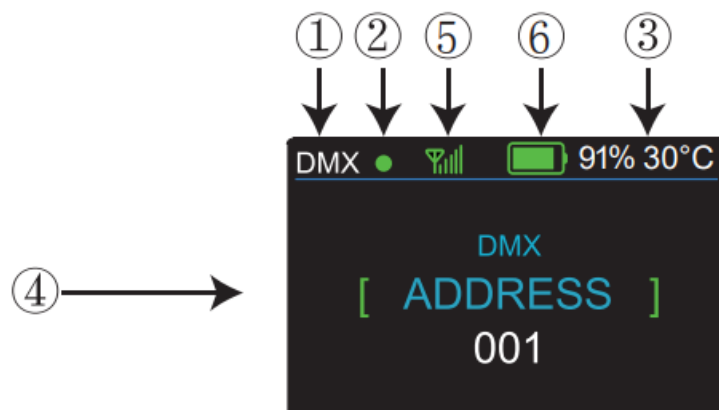 ① ② ⑤ ⑥ ③
DMX 91% 30°C
④
DMX
[ ADDRESS ]
001